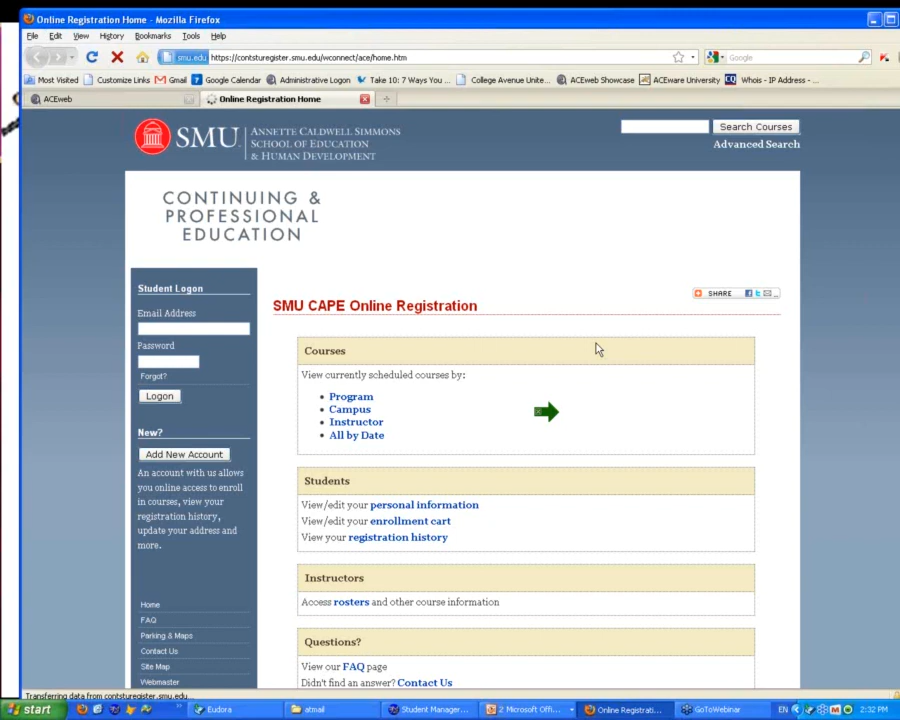 Online Registration Home - Mozilla Firefox
File Edit View History Bookmarks Tools Help
smu.edu https://contsturegister.smu.edu/wconnect/ace/home.htm
Google
Most Visited Customize Links Gmail Google Calendar Administrative Logon Take 10: 7 Ways You ... College Avenue Unite... ACEweb Showcase ACEware University Whois - IP Address - ...
ACEweb Online Registration Home
SMU
ANNETTE CALDWELL SIMMONS
SCHOOL OF EDUCATION
& HUMAN DEVELOPMENT
Search Courses
Advanced Search
CONTINUING &
PROFESSIONAL
EDUCATION
Student Logon
Email Address
Password
Forgot?
Logon
New?
Add New Account
An account with us allows
you online access to enroll
in courses, view your
registration history,
update your address and
more.
Home
FAQ
Parking & Maps
Contact Us
Site Map
Webmaster
SHARE
SMU CAPE Online Registration
Courses
View currently scheduled courses by:
Program
Campus
Instructor
All by Date
Students
View/edit your personal information
View/edit your enrollment cart
View your registration history
Instructors
Access rosters and other course information
Questions?
View our FAQ page
Didn't find an answer? Contact Us
Transferring data from contsturegister.smu.edu...
start Eudora atmail Student Manager... 2 Microsoft Offi... Online Registrati... GoToWebinar EN 2:32 PM